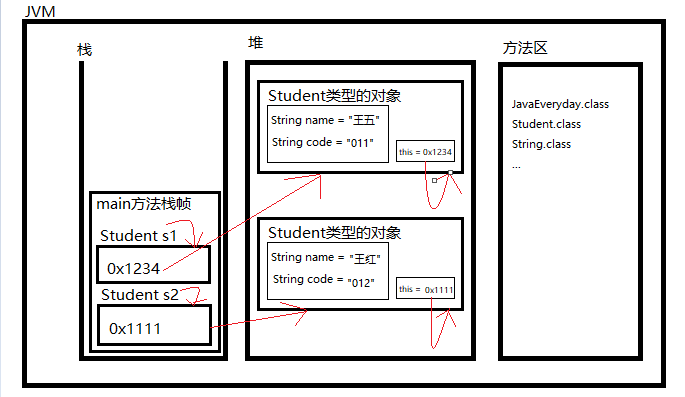 JVM
栈
堆
方法区
Student类型的对象
String name = "王五"
String code = "011"
this = 0x1234
JavaEveryday.class
Student.class
String.class
...
main方法栈帧
Student s1
0x1234
Student s2
0x1111
Student类型的对象
String name = "王红"
String code = "012"
this = 0x1111